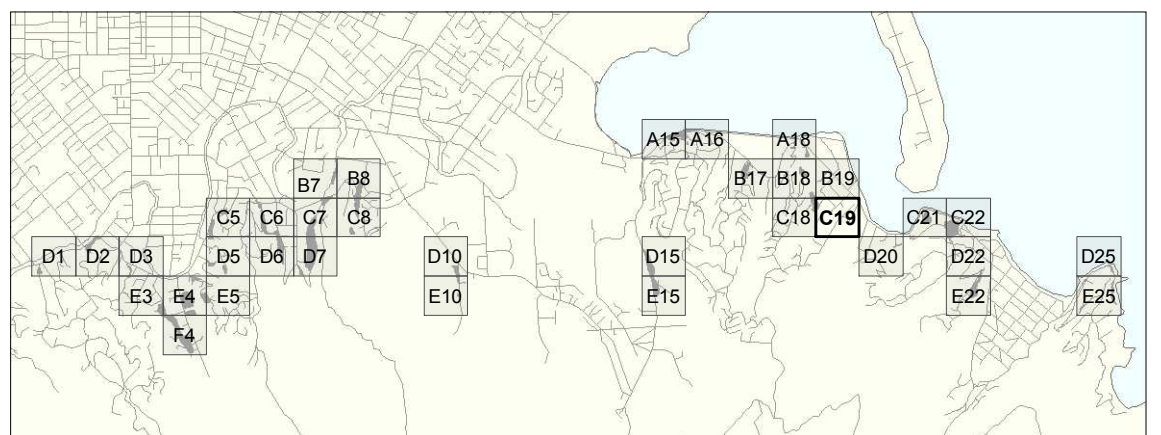 A15 A16 A18
B7 B8 B17 B18 B19
C5 C6 C7 C8 C18 C19 C21 C22
D1 D2 D3 D5 D6 D7 D10 D15 D20 D22 D25
E3 E4 E5 E10 E15 E22 E25
F4